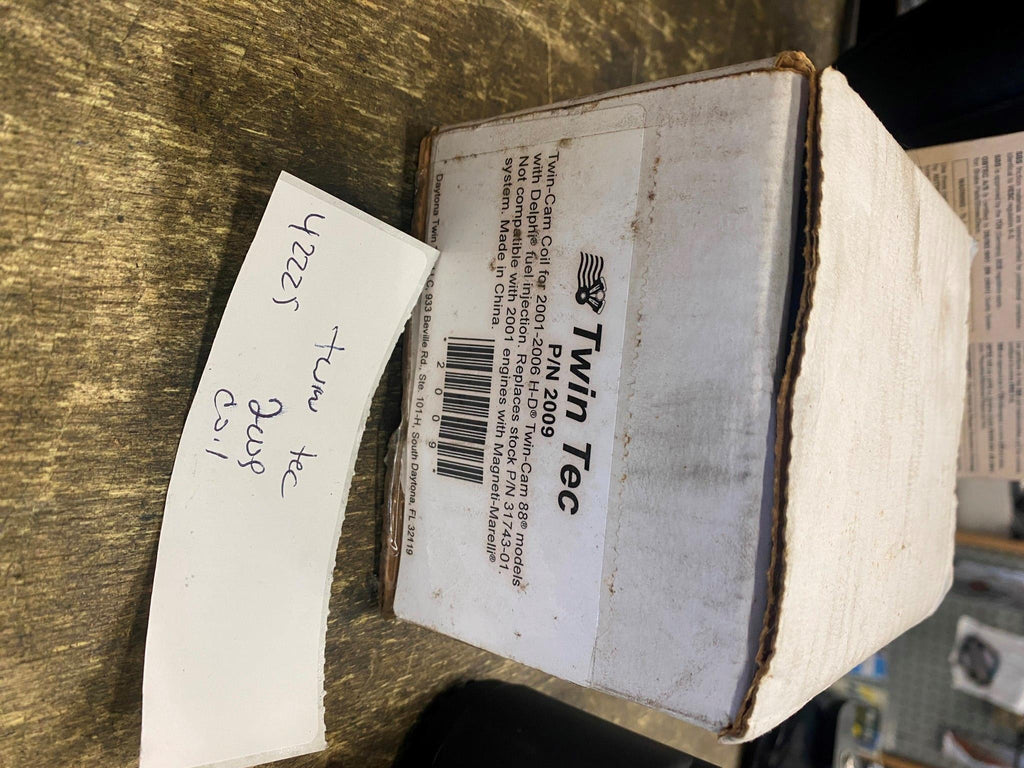 Twin Tec
P/N 2009
Twin-Cam Coil for 2001-2006 H-D® Twin-Cam 88® models
with Delphi® fuel injection. Replaces stock P/N 31743-01.
Not compatible with 2001 engines with Magneti-Marelli®
system. Made in China.
2 0 0 9
Daytona Twin C, 933 Beville Rd., Ste. 101-H, South Daytona, FL 32119
42225 twin tec
coil